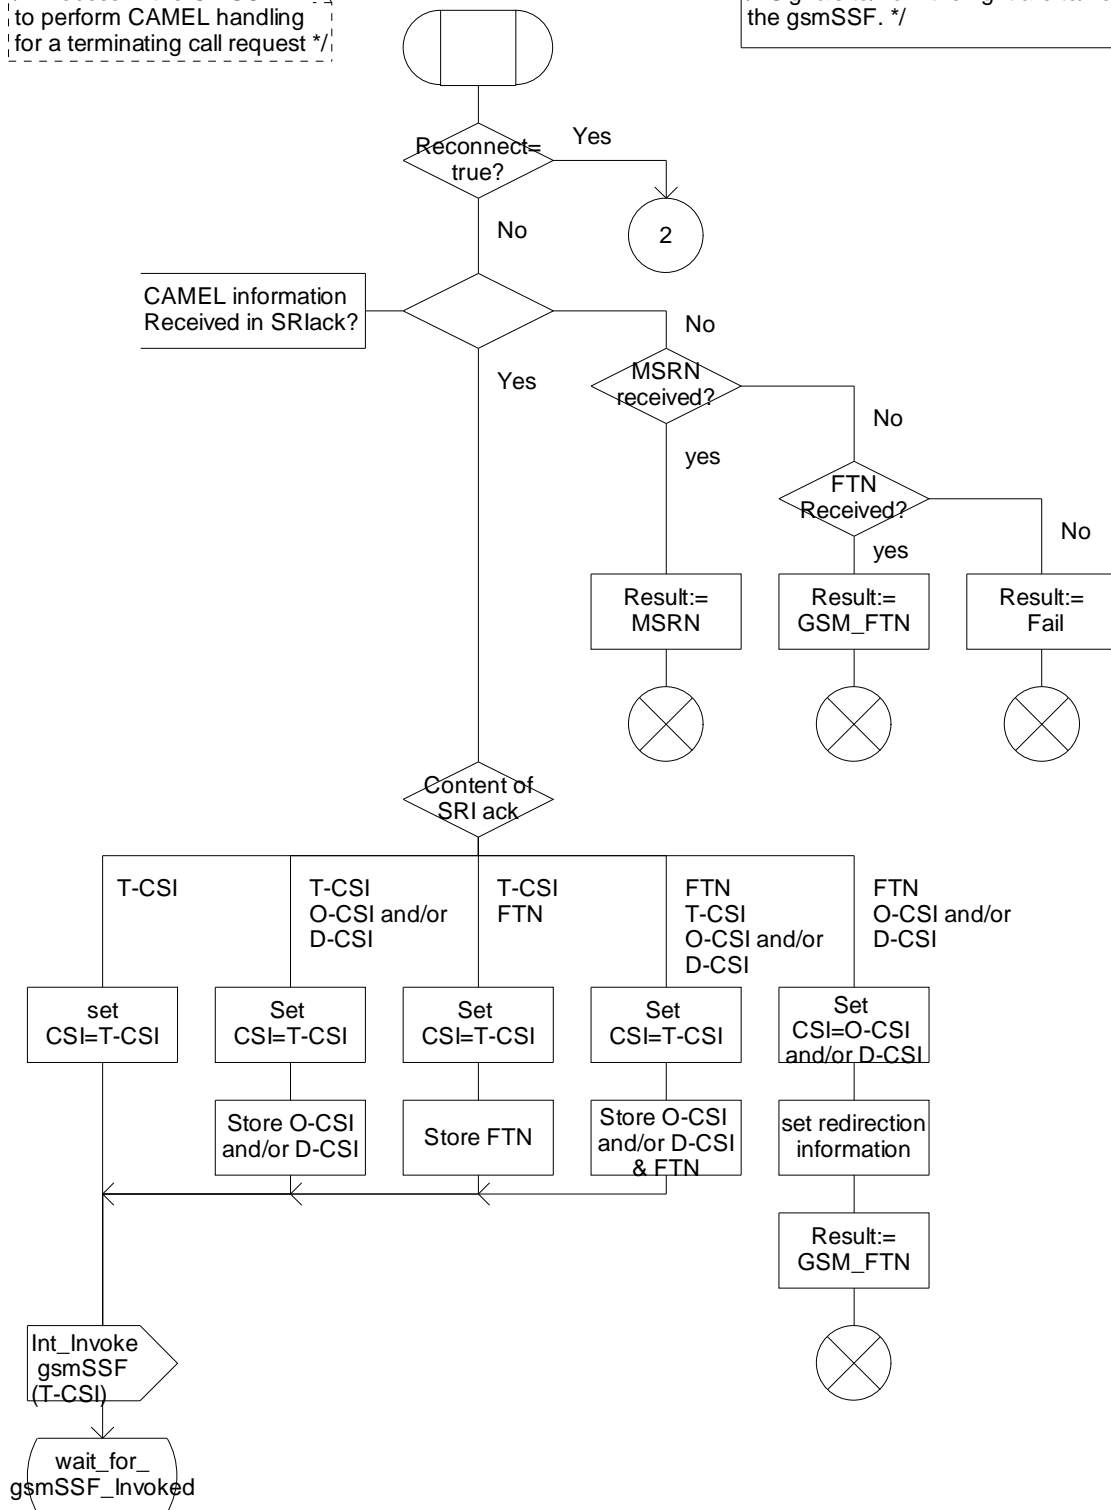 to perform CAMEL handling
for a terminating call request */
the gsmSSF. */
Reconnect=
true?
Yes
No
2
CAMEL information
Received in SRIack?
No
Yes
MSRN
received?
No
yes
FTN
Received?
No
yes
Result:=
MSRN
Result:=
GSM_FTN
Result:=
Fail
Content of
SRI ack
T-CSI
T-CSI
O-CSI and/or
D-CSI
T-CSI
FTN
FTN
T-CSI
O-CSI and/or
D-CSI
FTN
O-CSI and/or
D-CSI
set
CSI=T-CSI
Set
CSI=T-CSI
Set
CSI=T-CSI
Set
CSI=T-CSI
Set
CSI=O-CSI
and/or D-CSI
Store O-CSI
and/or D-CSI
Store FTN
Store O-CSI
and/or D-CSI
& FTN
set redirection
information
Result:=
GSM_FTN
Int_Invoke
gsmSSF
(T-CSI)
wait_for_
gsmSSF_Invoked